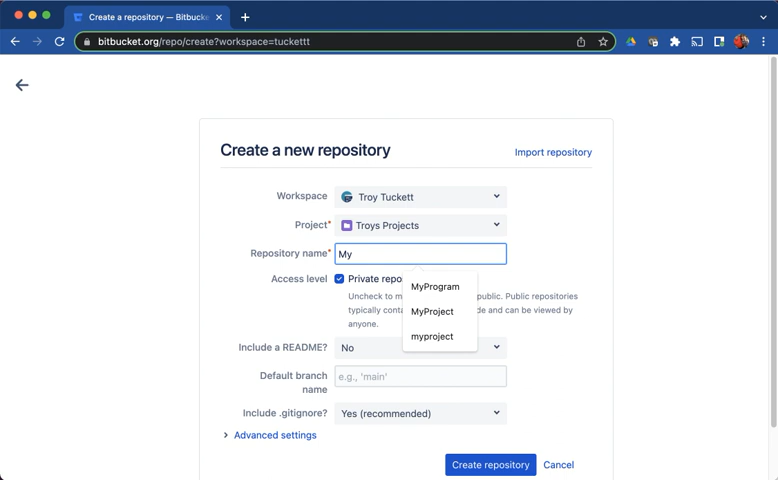 Create a repository — Bitbucke
bitbucket.org/repo/create?workspace=tuckettt
Create a new repository
Import repository
Workspace
Troy Tuckett
Project*
Troys Projects
Repository name*
My
Access level
Private repo
MyProgram
MyProject
myproject
Uncheck to m public. Public repositories
typically conta de and can be viewed by
anyone.
Include a README?
No
Default branch
name
e.g., 'main'
Include .gitignore?
Yes (recommended)
Advanced settings
Create repository
Cancel